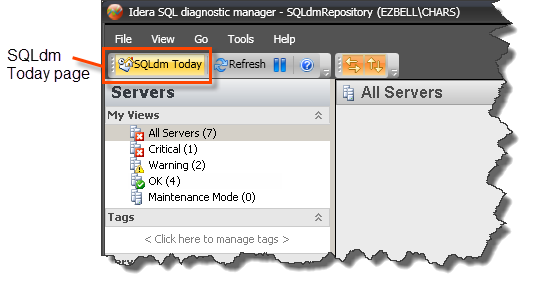 Idera SQL diagnostic manager - SQLdmRepository (EZBELL\CHARS)
File View Go Tools Help
SQLdm
Today page
SQLdm Today Refresh
Servers
All Servers
My Views
All Servers (7)
Critical (1)
Warning (2)
OK (4)
Maintenance Mode (0)
Tags
< Click here to manage tags >